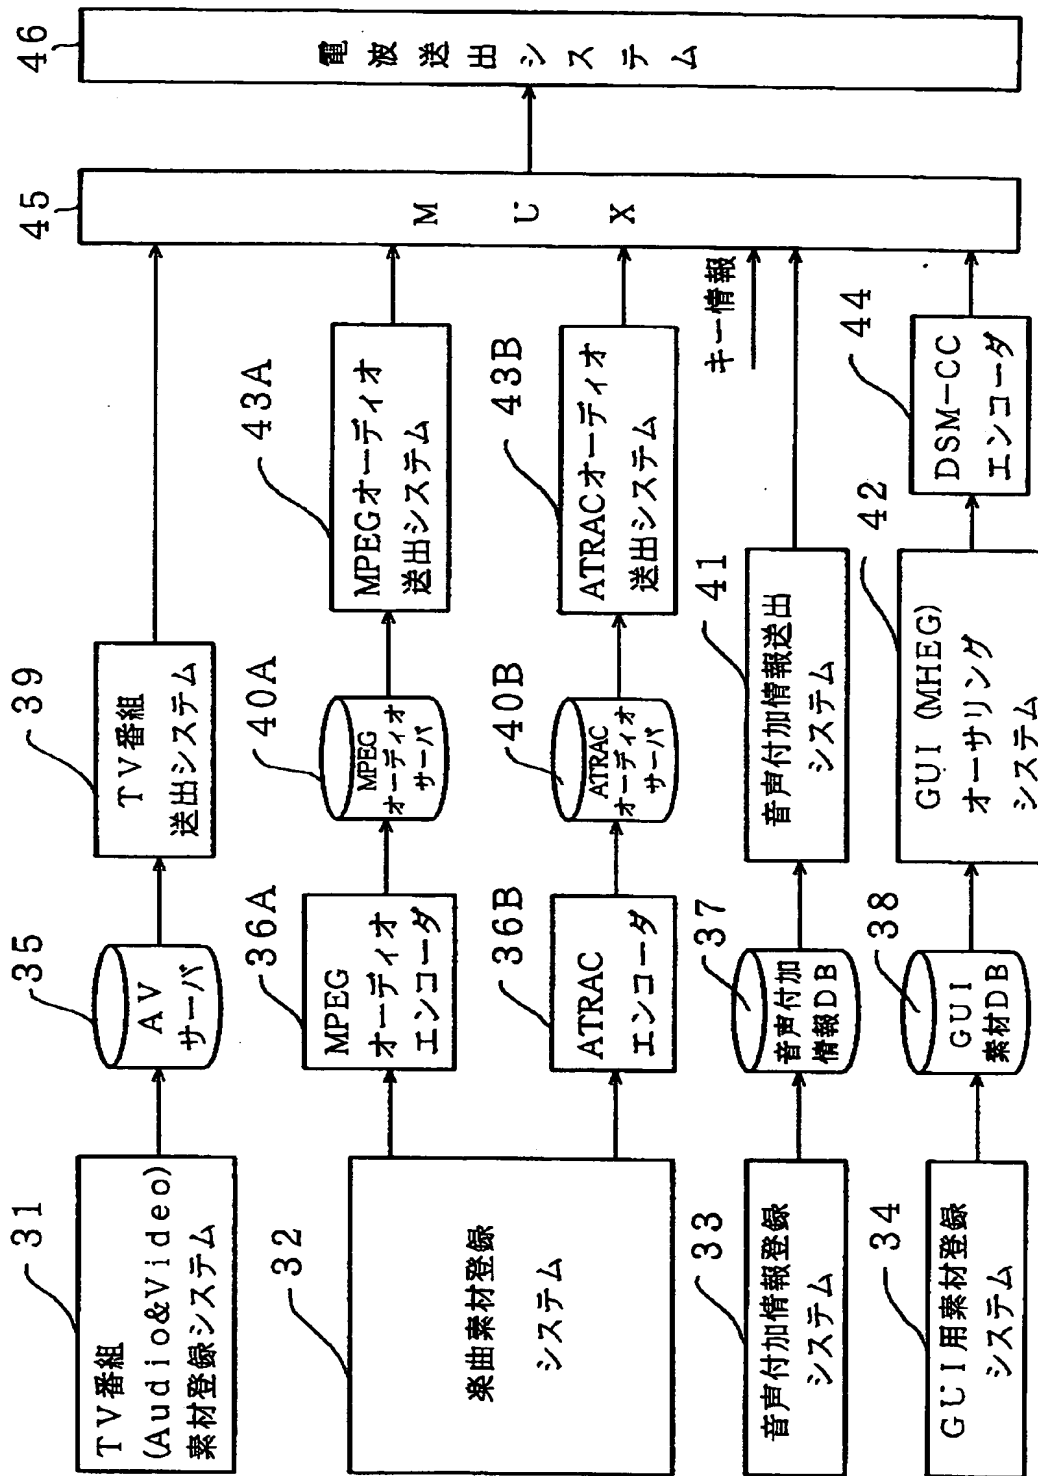 31
TV番組
(Audio&Video)
素材登録システム
35
AV
サーバ
39
TV番組
送出システム
32
楽曲素材登録
システム
36A
MPEG
オーディオ
エンコーダ
40A
MPEG
オーディオ
サーバ
43A
MPEGオーディオ
送出システム
36B
ATRAC
エンコーダ
40B
ATRAC
オーディオ
サーバ
43B
ATRACオーディオ
送出システム
33
音声付加情報登録
システム
37
音声付加
情報DB
41
音声付加情報送出
システム
キー情報
34
GUI用素材登録
システム
38
GUI
素材DB
42
GUI(MHEG)
オーサリング
システム
44
DSM-CC
エンコーダ
45
MUX
46
電波送出システム